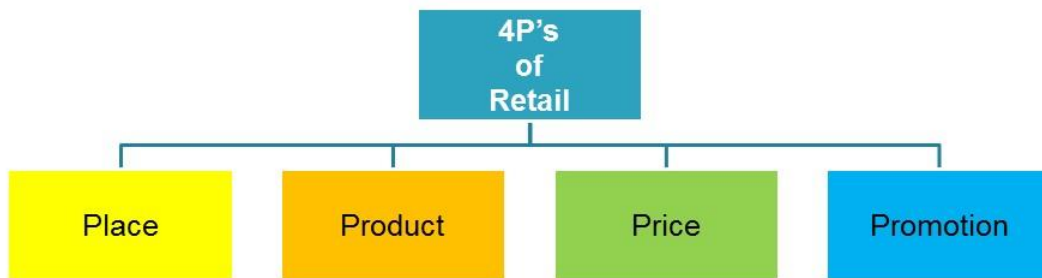 4P’s
of
Retail
Place
Product
Price
Promotion